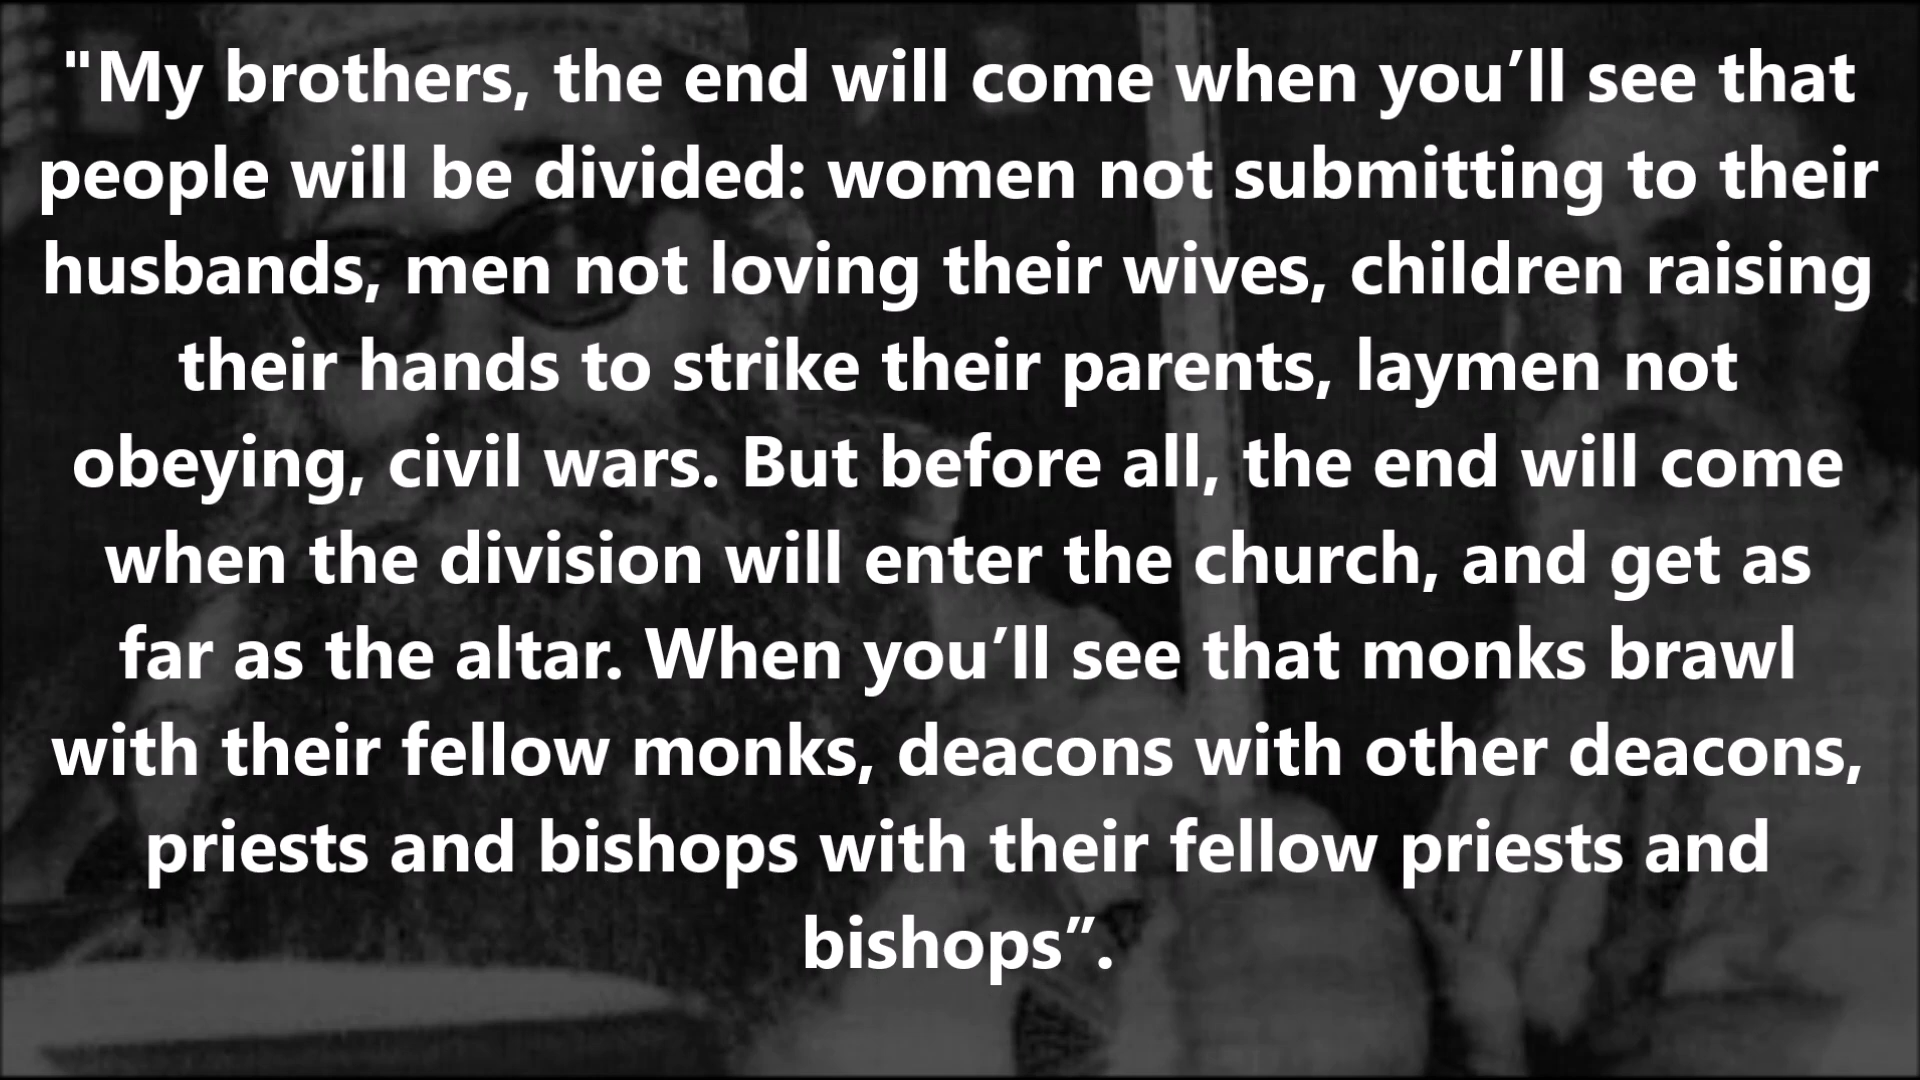 "My brothers, the end will come when you’ll see that
people will be divided: women not submitting to their
husbands, men not loving their wives, children raising
their hands to strike their parents, laymen not
obeying, civil wars. But before all, the end will come
when the division will enter the church, and get as
far as the altar. When you’ll see that monks brawl
with their fellow monks, deacons with other deacons,
priests and bishops with their fellow priests and
bishops”.